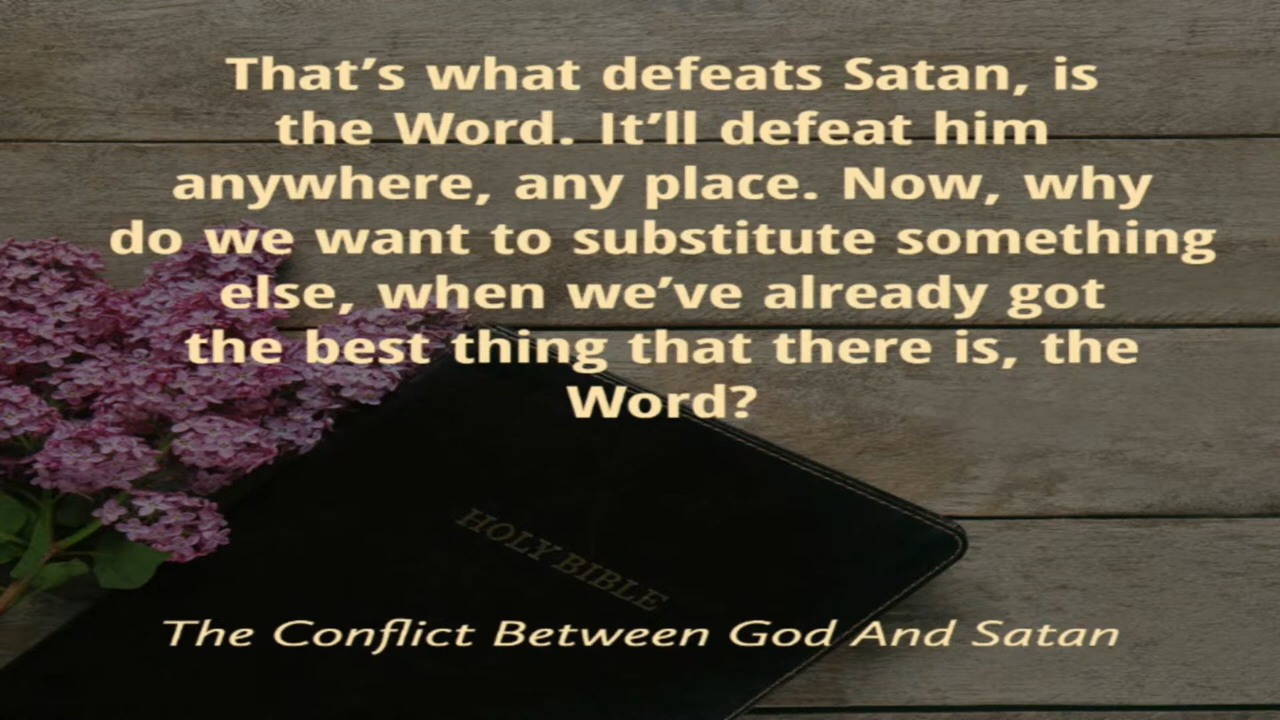 That’s what defeats Satan, is
the Word. It’ll defeat him
anywhere, any place. Now, why
do we want to substitute something
else, when we’ve already got
the best thing that there is, the
Word?
HOLY BIBLE
The Conflict Between God And Satan